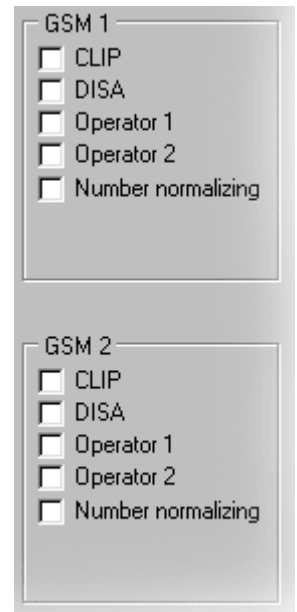 GSM 1
CLIP
DISA
Operator 1
Operator 2
Number normalizing
GSM 2
CLIP
DISA
Operator 1
Operator 2
Number normalizing